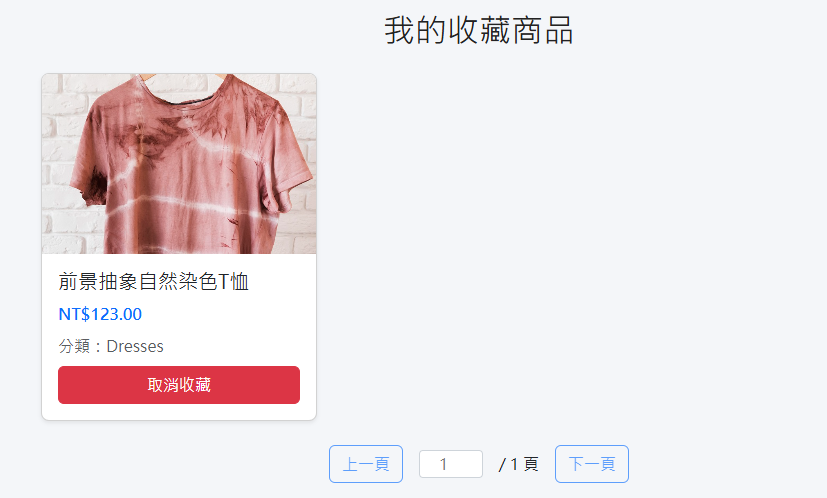 我的收藏商品
前景抽象自然染色T恤
NT$123.00
分類：Dresses
取消收藏
上一頁 1 / 1 頁 下一頁